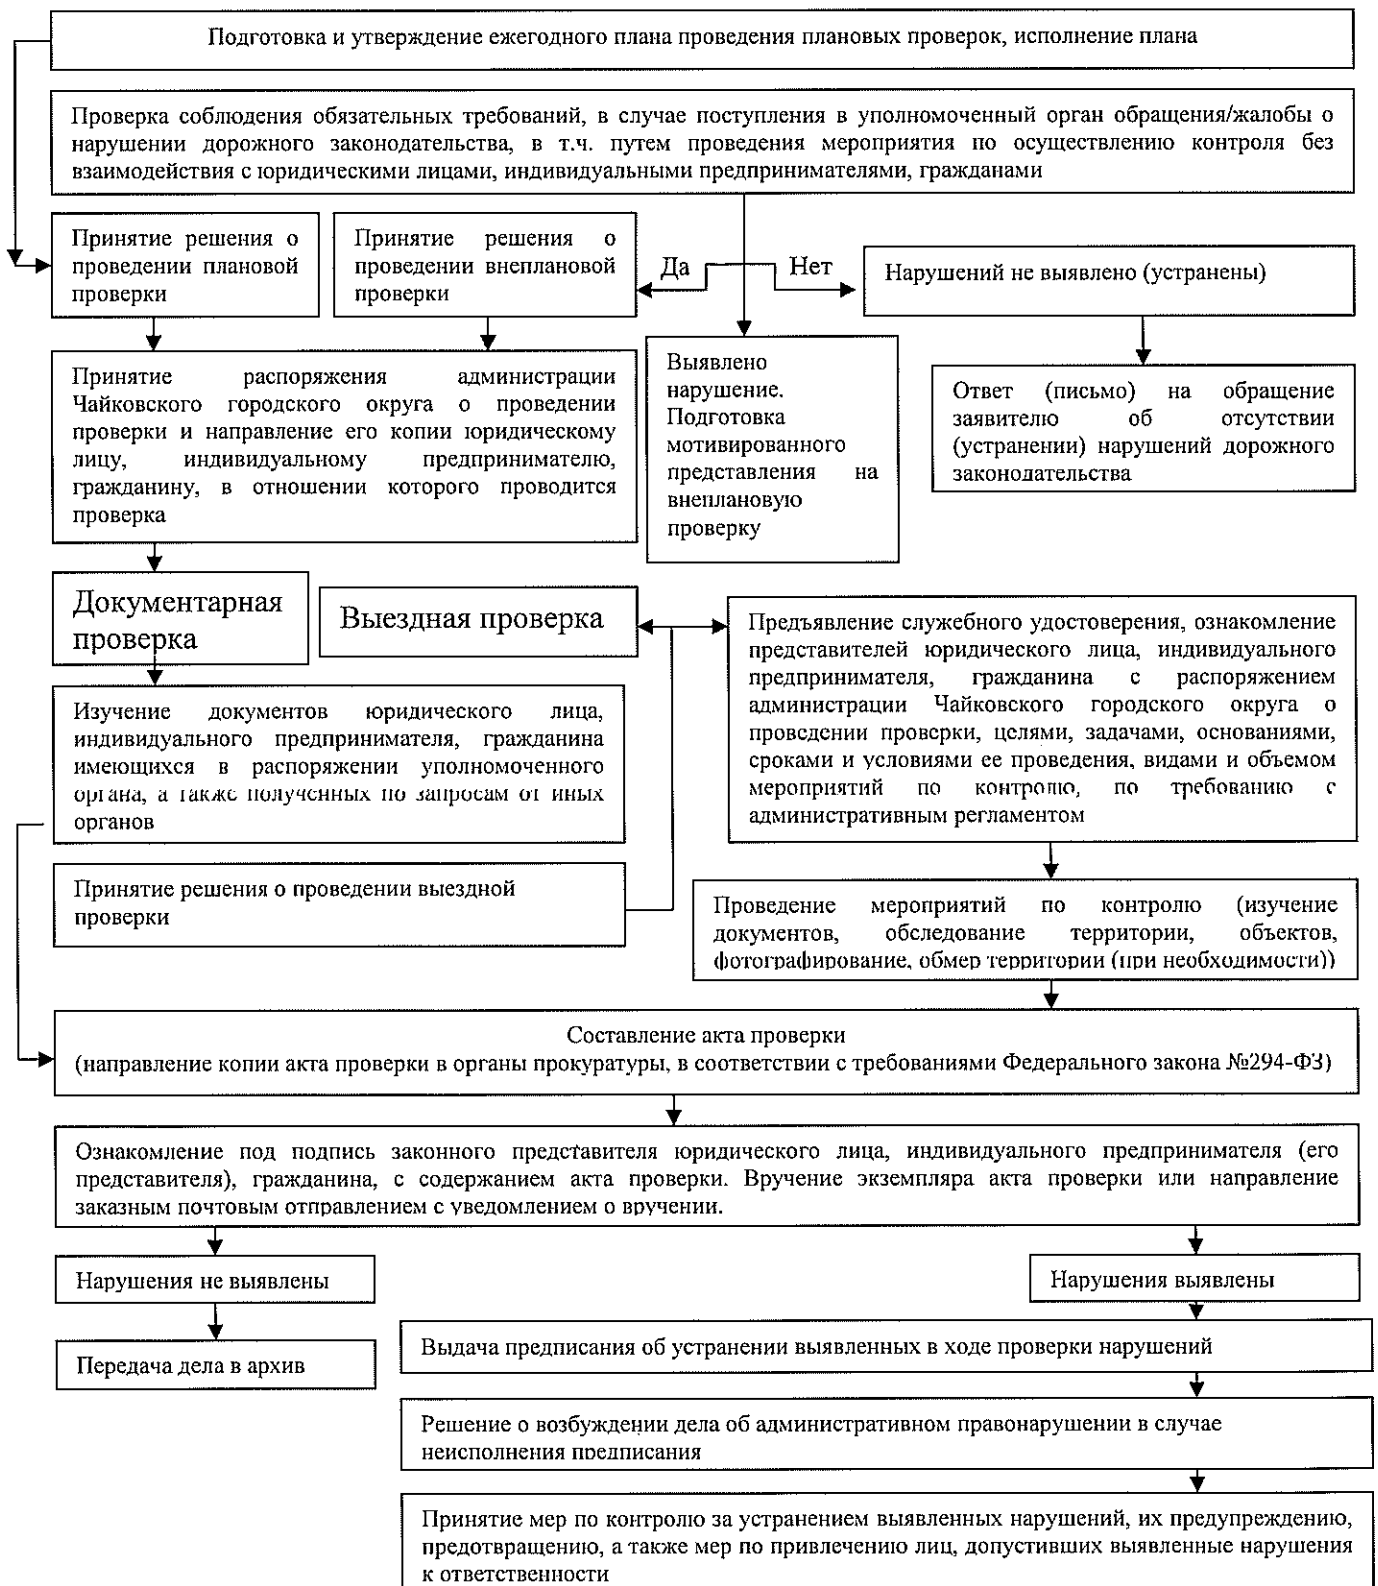 Подготовка и утверждение ежегодного плана проведения плановых проверок, исполнение плана
Проверка соблюдения обязательных требований, в случае поступления в уполномоченный орган обращения/жалобы о
нарушении дорожного законодательства, в т.ч. путем проведения мероприятия по осуществлению контроля без
взаимодействия с юридическими лицами, индивидуальными предпринимателями, гражданами
Принятие решения о
проведении плановой
проверки
Принятие решения о
проведении внеплановой
проверки
Да
Нет
Нарушений не выявлено (устранены)
Принятие распоряжения администрации
Чайковского городского округа о проведении
проверки и направление его копии юридическому
лицу, индивидуальному предпринимателю,
гражданину, в отношении которого проводится
проверка
Выявлено
нарушение.
Подготовка
мотивированного
представления на
внеплановую
проверку
Ответ (письмо) на обращение
заявителю об отсутствии
(устранении) нарушений дорожного
законодательства
Документарная
проверка
Выездная проверка
Предъявление служебного удостоверения, ознакомление
представителей юридического лица, индивидуального
предпринимателя, гражданина с распоряжением
администрации Чайковского городского округа о
проведении проверки, целями, задачами, основаниями,
сроками и условиями ее проведения, видами и объемом
мероприятий по контролю, по требованию с
административным регламентом
Изучение документов юридического лица,
индивидуального предпринимателя, гражданина
имеющихся в распоряжении уполномоченного
органа, а также полученных по запросам от иных
органов
Принятие решения о проведении выездной
проверки
Проведение мероприятий по контролю (изучение
документов, обследование территории, объектов,
фотографирование, обмер территории (при необходимости))
Составление акта проверки
(направление копии акта проверки в органы прокуратуры, в соответствии с требованиями Федерального закона №294-ФЗ)
Ознакомление под подпись законного представителя юридического лица, индивидуального предпринимателя (его
представителя), гражданина, с содержанием акта проверки. Вручение экземпляра акта проверки или направление
заказным почтовым отправлением с уведомлением о вручении.
Нарушения не выявлены
Нарушения выявлены
Передача дела в архив
Выдача предписания об устранении выявленных в ходе проверки нарушений
Решение о возбуждении дела об административном правонарушении в случае
неисполнения предписания
Принятие мер по контролю за устранением выявленных нарушений, их предупреждению,
предотвращению, а также мер по привлечению лиц, допустивших выявленные нарушения
к ответственности